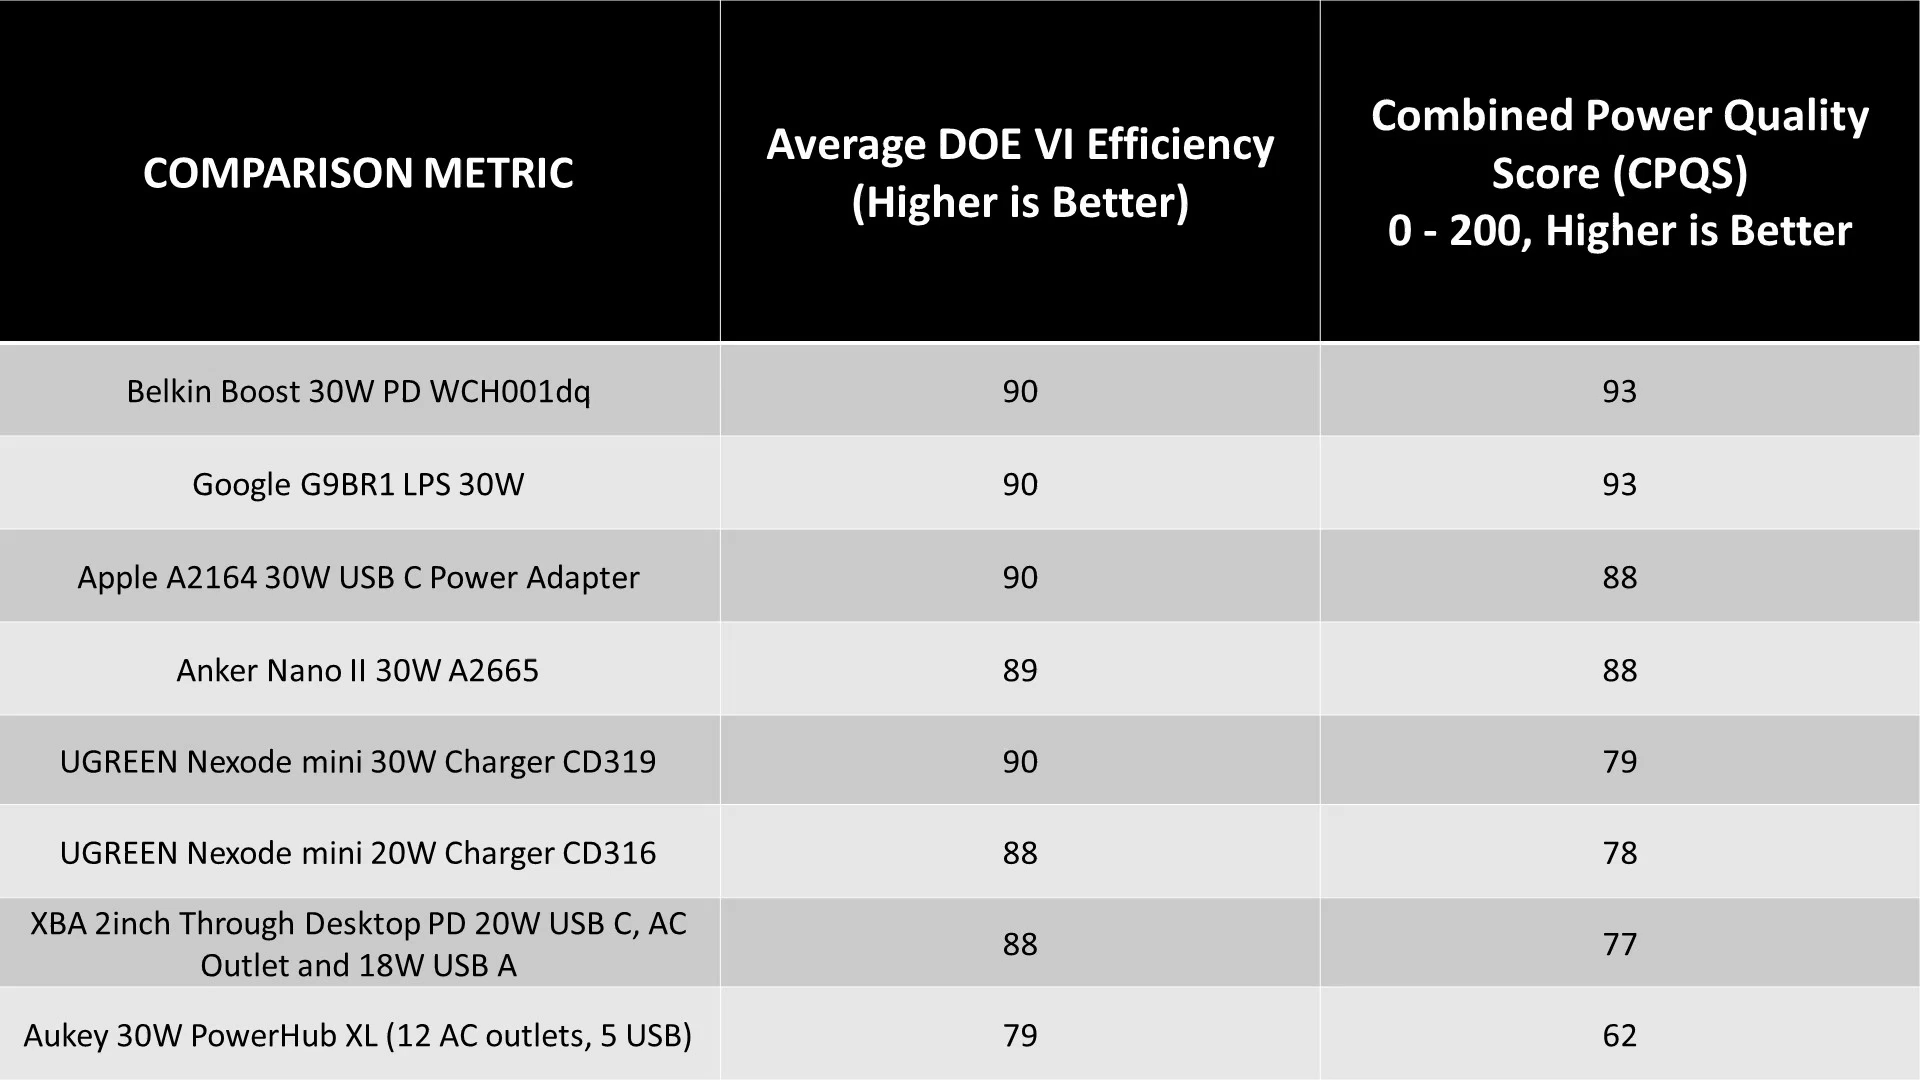 COMPARISON METRIC
Average DOE VI Efficiency
(Higher is Better)
Combined Power Quality
Score (CPQS)
0 - 200, Higher is Better
Belkin Boost 30W PD WCH001dq
90
93
Google G9BR1 LPS 30W
90
93
Apple A2164 30W USB C Power Adapter
90
88
Anker Nano II 30W A2665
89
88
UGREEN Nexode mini 30W Charger CD319
90
79
UGREEN Nexode mini 20W Charger CD316
88
78
XBA 2inch Through Desktop PD 20W USB C, AC
Outlet and 18W USB A
88
77
Aukey 30W PowerHub XL (12 AC outlets, 5 USB)
79
62